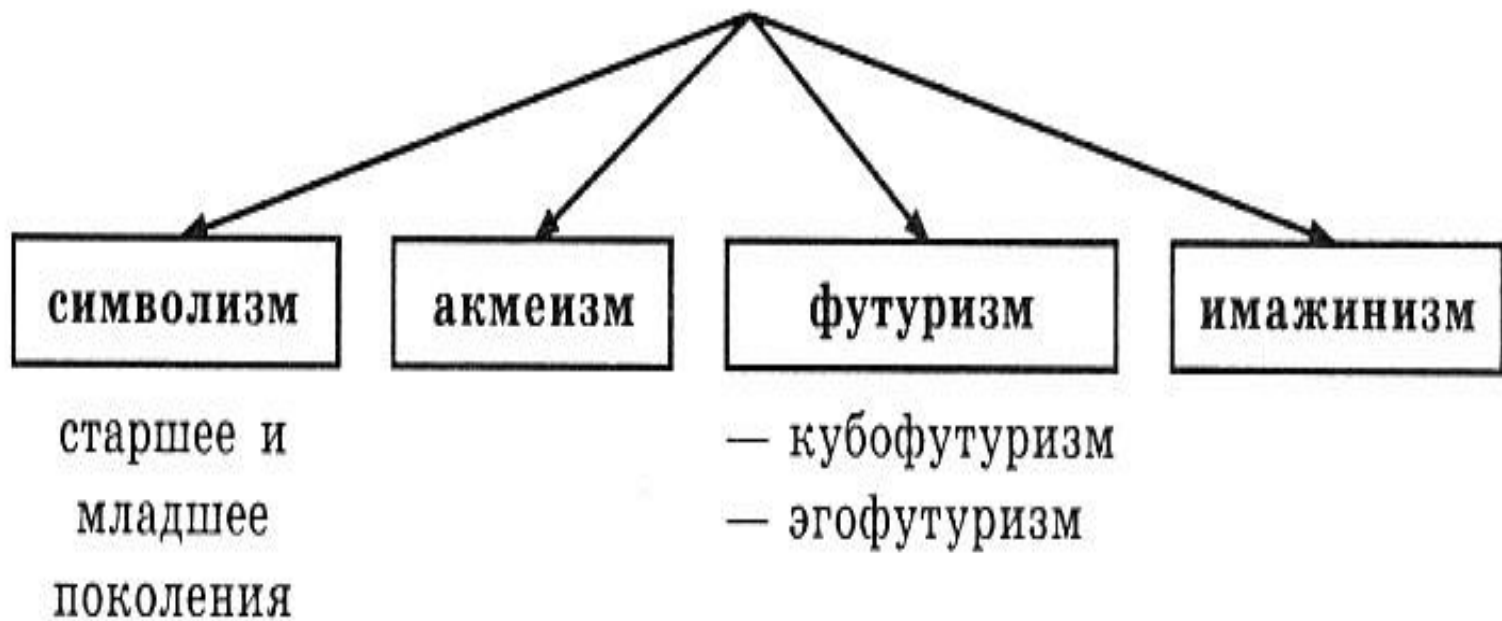 символизм
акмеизм
футуризм
имажинизм
старшее и
младшее
поколения
— кубофутуризм
— эгофутуризм